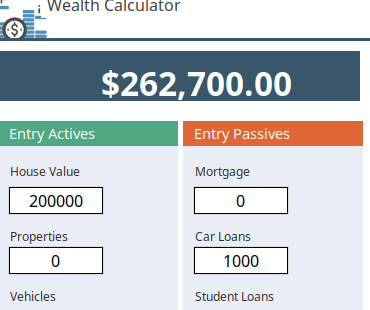 Wealth Calculator
$262,700.00
Entry Actives
Entry Passives
House Value
Mortgage
200000
0
Properties
Car Loans
0
1000
Vehicles
Student Loans